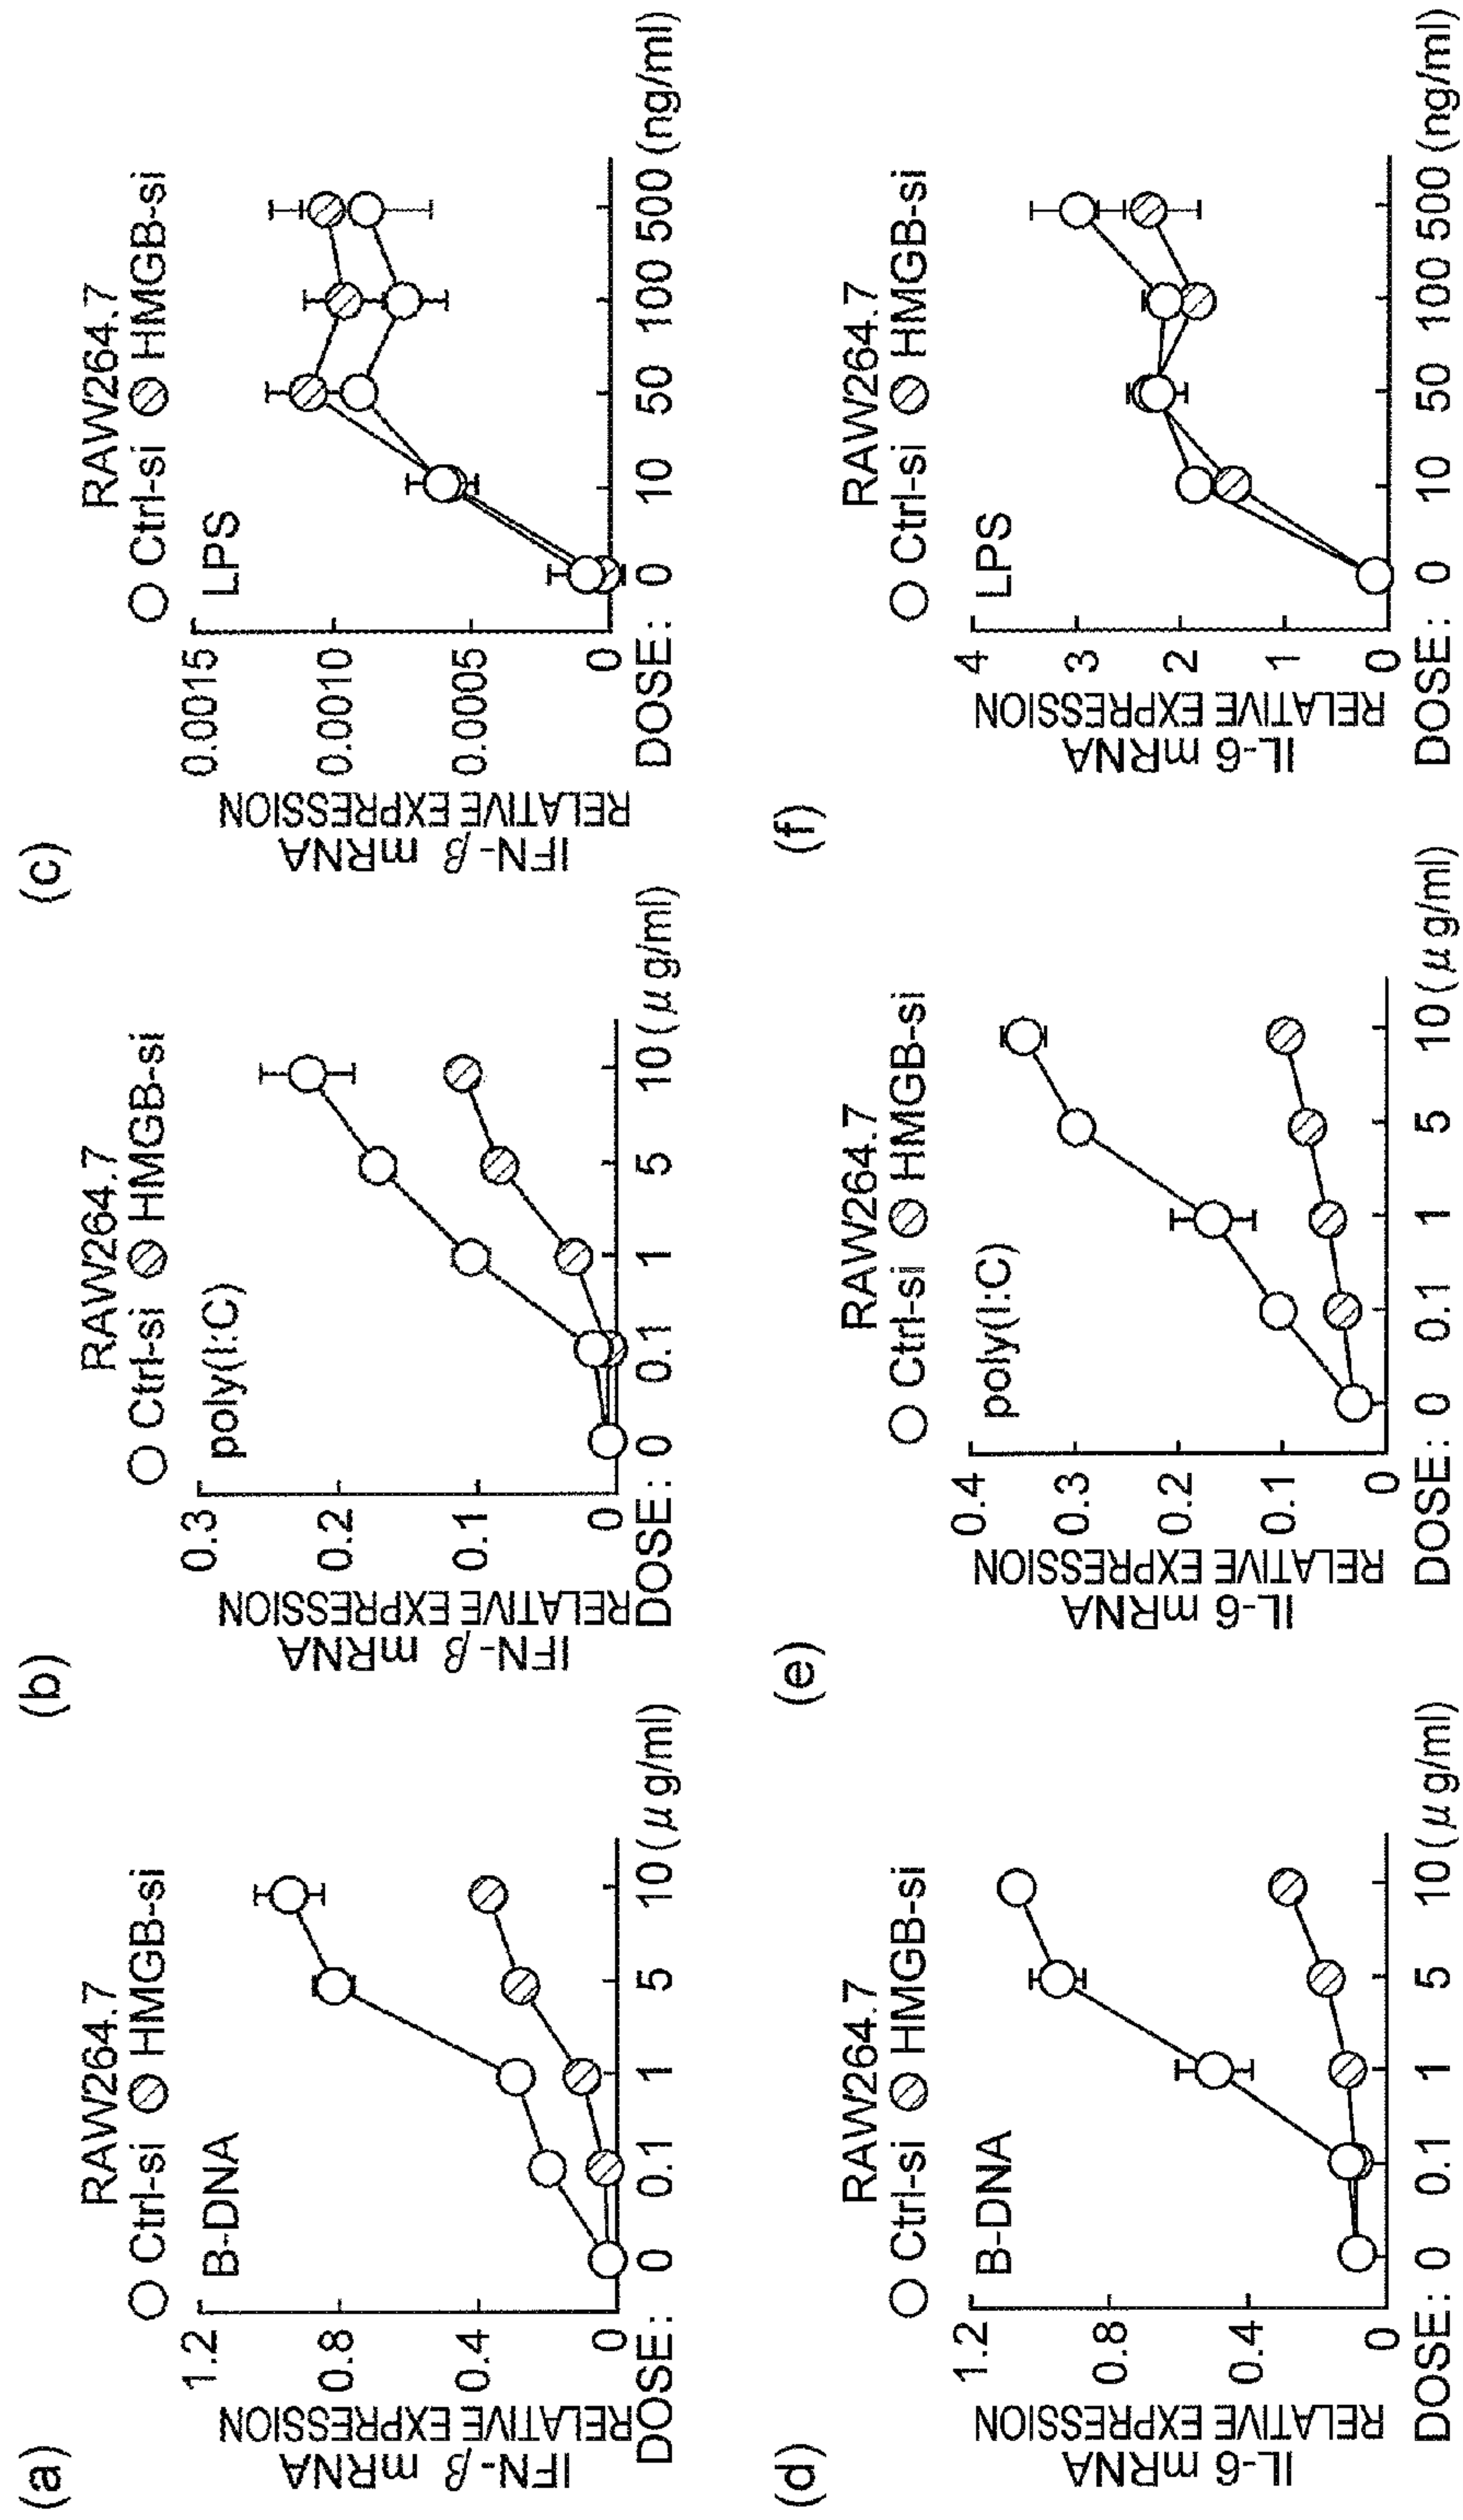 (a)
RAW264.7
Ctrl-si HMGB-si
B-DNA
IFN-β mRNA
RELATIVE EXPRESSION
1.2
0.8
0.4
0
DOSE: 0 0.1 1 5 10 (μg/ml)
(b)
RAW264.7
Ctrl-si HMGB-si
poly(I:C)
IFN-β mRNA
RELATIVE EXPRESSION
0.3
0.2
0.1
0
DOSE: 0 0.1 1 5 10 (μg/ml)
(c)
RAW264.7
Ctrl-si HMGB-si
LPS
IFN-β mRNA
RELATIVE EXPRESSION
0.0015
0.0010
0.0005
0
DOSE: 0 10 50 100 500 (ng/ml)
(d)
RAW264.7
Ctrl-si HMGB-si
B-DNA
IL-6 mRNA
RELATIVE EXPRESSION
1.2
0.8
0.4
0
DOSE: 0 0.1 1 5 10 (μg/ml)
(e)
RAW264.7
Ctrl-si HMGB-si
poly(I:C)
IL-6 mRNA
RELATIVE EXPRESSION
0.4
0.3
0.2
0.1
0
DOSE: 0 0.1 1 5 10 (μg/ml)
(f)
RAW264.7
Ctrl-si HMGB-si
LPS
IL-6 mRNA
RELATIVE EXPRESSION
4
3
2
1
0
DOSE: 0 10 50 100 500 (ng/ml)